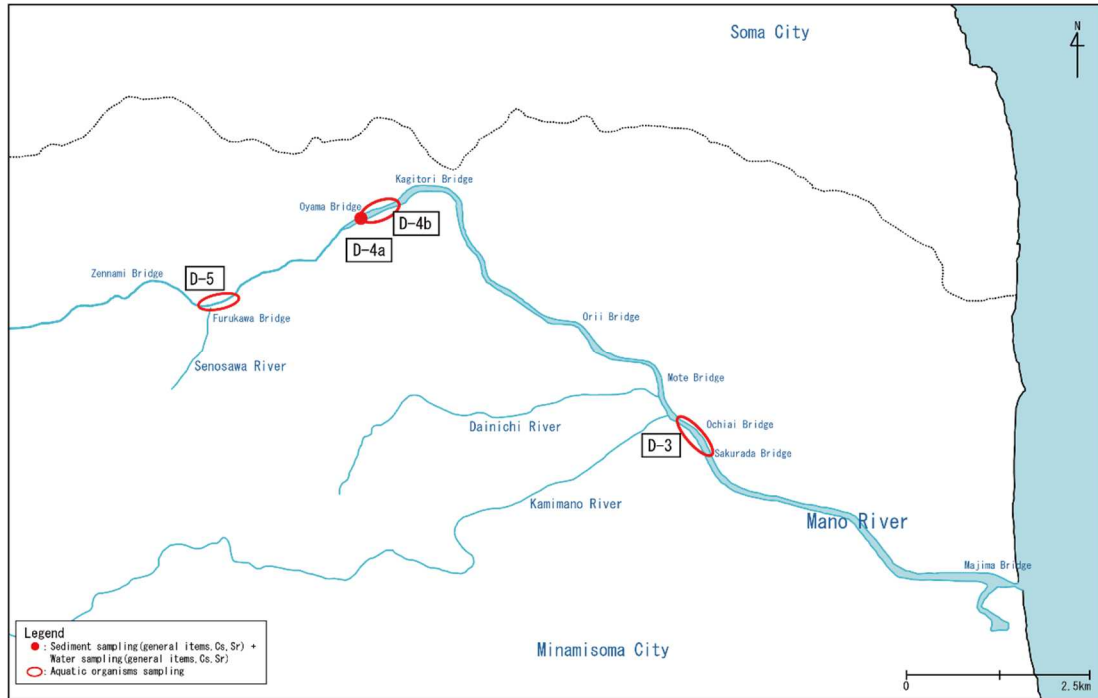 Soma City
N
Kagitori Bridge
Oyama Bridge
D-4b
D-4a
Zennami Bridge
D-5
Furukawa Bridge
Senosawa River
Orii Bridge
Mote Bridge
Dainichi River
Ochiai Bridge
D-3
Sakurada Bridge
Kamimano River
Mano River
Majima Bridge
Minamisoma City
Legend
: Sediment sampling(general items,Cs,Sr) +
Water sampling(general items,Cs,Sr)
: Aquatic organisms sampling
0
2.5km